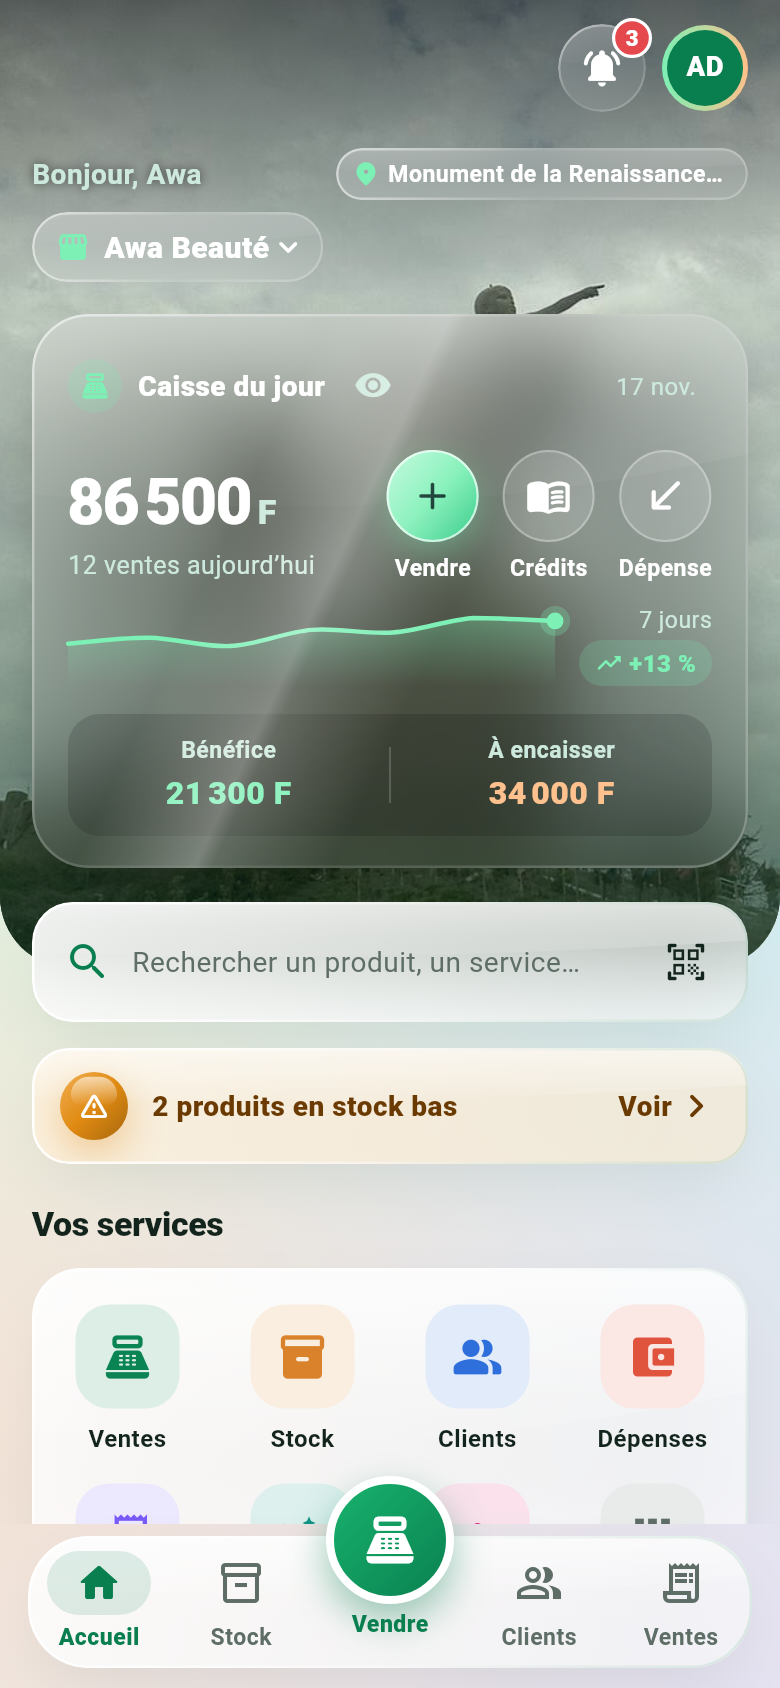 3
AD
Bonjour, Awa
Monument de la Renaissance…
Awa Beauté
Caisse du jour
17 nov.
86 500 F
12 ventes aujourd’hui
Vendre
Crédits
Dépense
7 jours
+13 %
Bénéfice
21 300 F
À encaisser
34 000 F
Rechercher un produit, un service…
2 produits en stock bas
Voir
Vos services
Ventes
Stock
Clients
Dépenses
Accueil
Stock
Vendre
Clients
Ventes